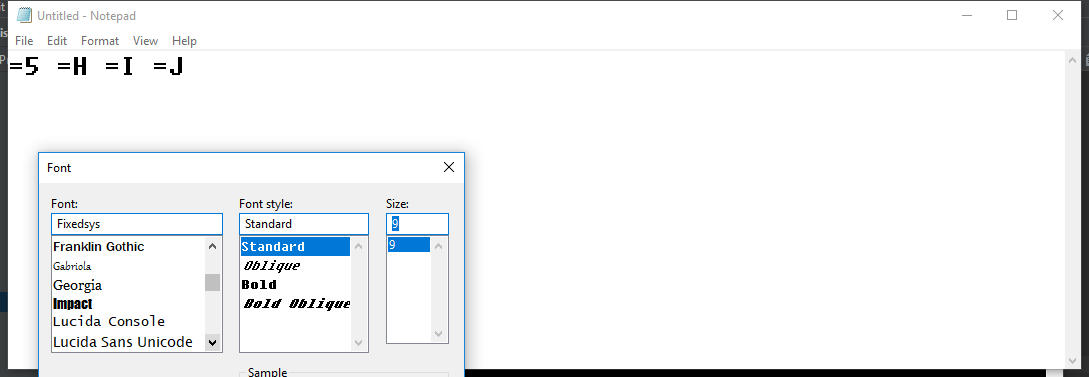 Untitled - Notepad
File Edit Format View Help
=5 =H =I =J
Font
Font: Font style: Size:
Fixedsys Standard 9
Franklin Gothic Standard 9
Gabriola Oblique
Georgia Bold
Impact Bold Oblique
Lucida Console
Lucida Sans Unicode
Sample